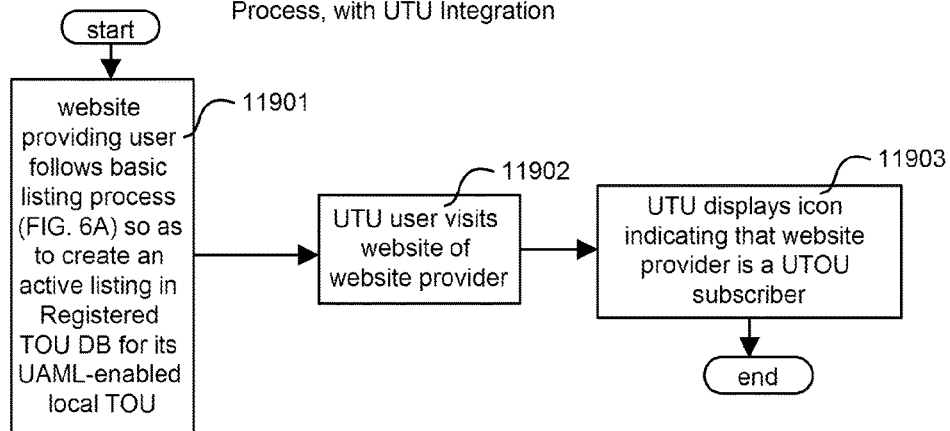 Process, with UTU Integration
start
website
providing user
follows basic
listing process
(FIG. 6A) so as
to create an
active listing in
Registered
TOU DB for its
UAML-enabled
local TOU
11901
UTU user visits
website of
website provider
11902
UTU displays icon
indicating that website
provider is a UTOU
subscriber
11903
end